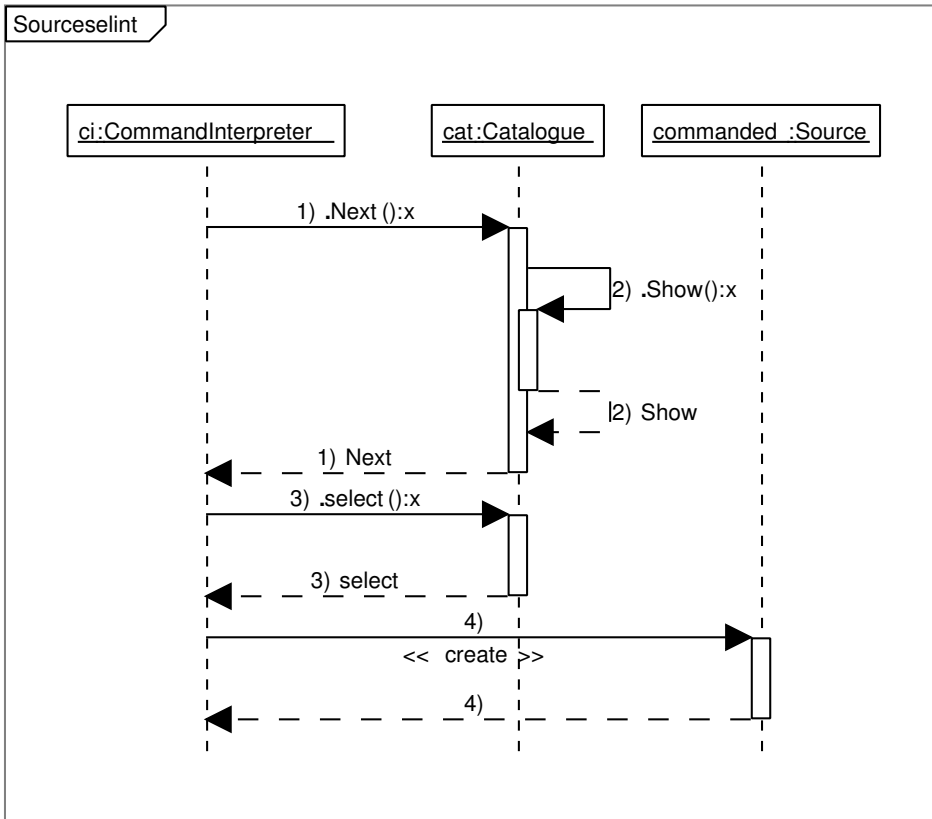 Sourceselint
ci:CommandInterpreter
cat:Catalogue
commanded :Source
1) .Next ():x
2) .Show():x
2) Show
1) Next
3) .select ():x
3) select
4)
<< create >>
4)